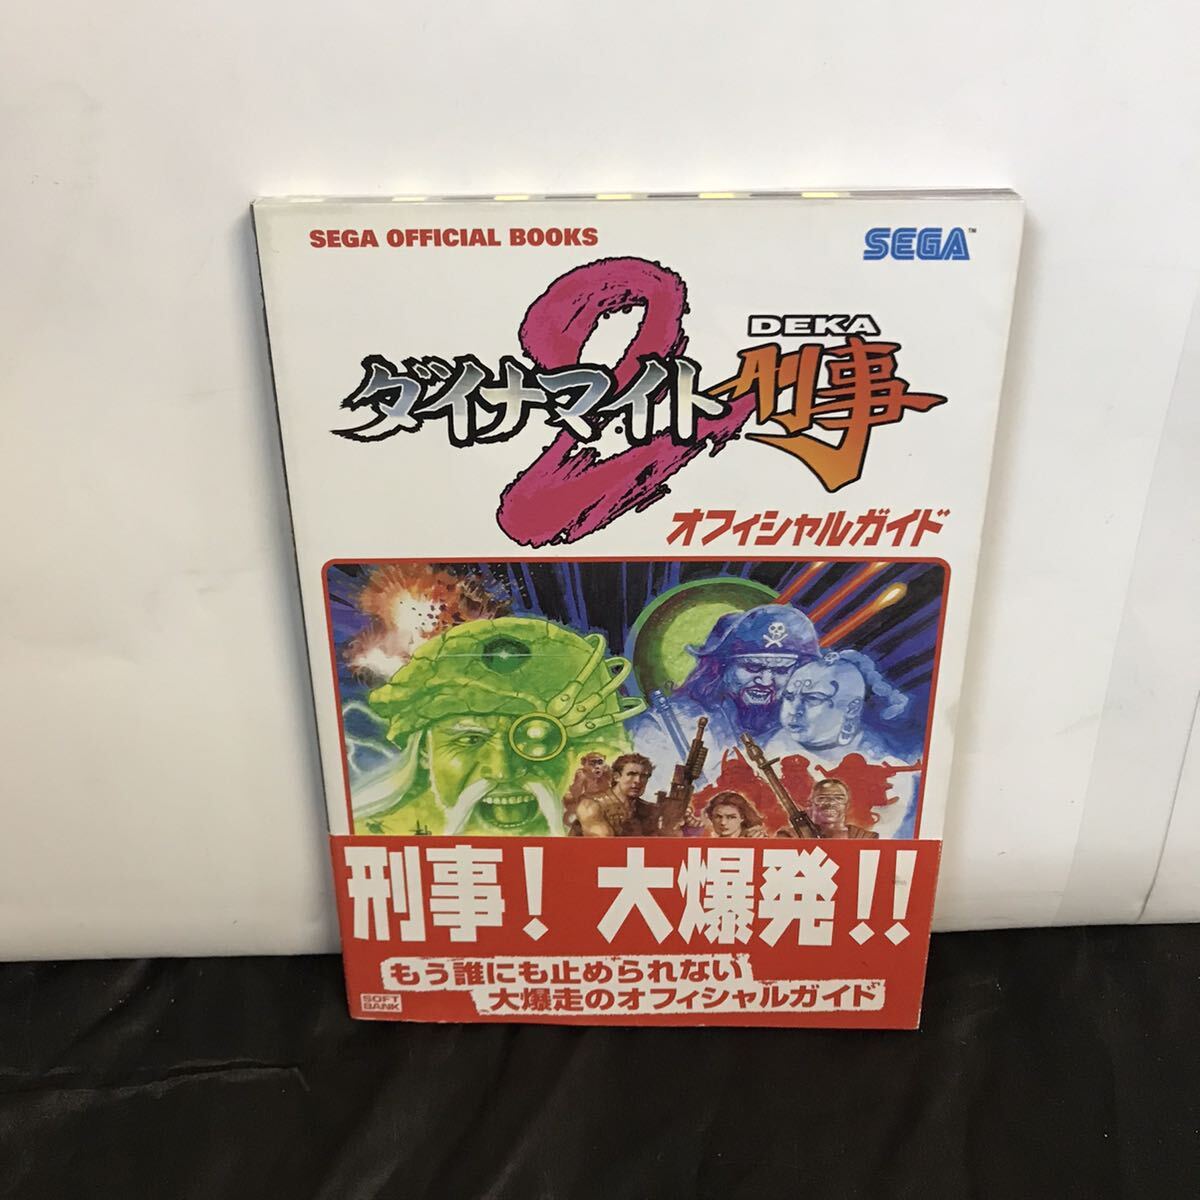 SEGA OFFICIAL BOOKS
SEGA™
ダイナマイト刑事2
DEKA
オフィシャルガイド
刑事! 大爆発!!
もう誰にも止められない
大爆走のオフィシャルガイド
SOFT
BANK